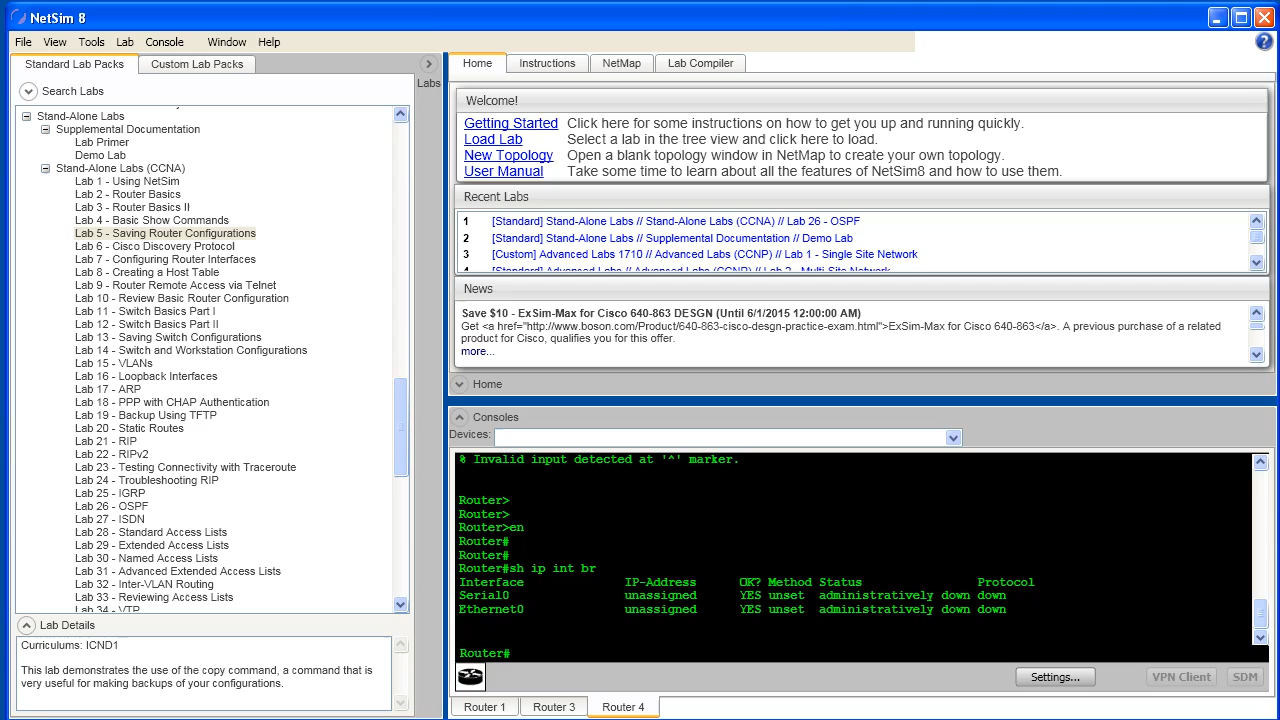 NetSim 8
File View Tools Lab Console Window Help
Standard Lab Packs
Custom Lab Packs
Search Labs
Labs
Stand-Alone Labs
Supplemental Documentation
Lab Primer
Demo Lab
Stand-Alone Labs (CCNA)
Lab 1 - Using NetSim
Lab 2 - Router Basics
Lab 3 - Router Basics II
Lab 4 - Basic Show Commands
Lab 5 - Saving Router Configurations
Lab 6 - Cisco Discovery Protocol
Lab 7 - Configuring Router Interfaces
Lab 8 - Creating a Host Table
Lab 9 - Router Remote Access via Telnet
Lab 10 - Review Basic Router Configuration
Lab 11 - Switch Basics Part I
Lab 12 - Switch Basics Part II
Lab 13 - Saving Switch Configurations
Lab 14 - Switch and Workstation Configurations
Lab 15 - VLANs
Lab 16 - Loopback Interfaces
Lab 17 - ARP
Lab 18 - PPP with CHAP Authentication
Lab 19 - Backup Using TFTP
Lab 20 - Static Routes
Lab 21 - RIP
Lab 22 - RIPv2
Lab 23 - Testing Connectivity with Traceroute
Lab 24 - Troubleshooting RIP
Lab 25 - IGRP
Lab 26 - OSPF
Lab 27 - ISDN
Lab 28 - Standard Access Lists
Lab 29 - Extended Access Lists
Lab 30 - Named Access Lists
Lab 31 - Advanced Extended Access Lists
Lab 32 - Inter-VLAN Routing
Lab 33 - Reviewing Access Lists
Lab 34 - VTP
Lab Details
Curriculums: ICND1
This lab demonstrates the use of the copy command, a command that is
very useful for making backups of your configurations.
Home Instructions NetMap Lab Compiler
Welcome!
Getting Started Click here for some instructions on how to get you up and running quickly.
Load Lab Select a lab in the tree view and click here to load.
New Topology Open a blank topology window in NetMap to create your own topology.
User Manual Take some time to learn about all the features of NetSim8 and how to use them.
Recent Labs
1 [Standard] Stand-Alone Labs // Stand-Alone Labs (CCNA) // Lab 26 - OSPF
2 [Standard] Stand-Alone Labs // Supplemental Documentation // Demo Lab
3 [Custom] Advanced Labs 1710 // Advanced Labs (CCNP) // Lab 1 - Single Site Network
4 [Standard] Advanced Labs // Advanced Labs (CCNP) // Lab 2 - Multi-Site Network
News
Save $10 - ExSim-Max for Cisco 640-863 DESGN (Until 6/1/2015 12:00:00 AM)
Get <a href="http://www.boson.com/Product/640-863-cisco-desgn-practice-exam.html">ExSim-Max for Cisco 640-863</a>. A previous purchase of a related
product for Cisco, qualifies you for this offer.
more...
Home
Consoles
Devices:
% Invalid input detected at '^' marker.
Router>
Router>
Router>en
Router#
Router#
Router#sh ip int br
Interface IP-Address OK? Method Status Protocol
Serial0 unassigned YES unset administratively down down
Ethernet0 unassigned YES unset administratively down down
Router#
Settings... VPN Client SDM
Router 1 Router 3 Router 4